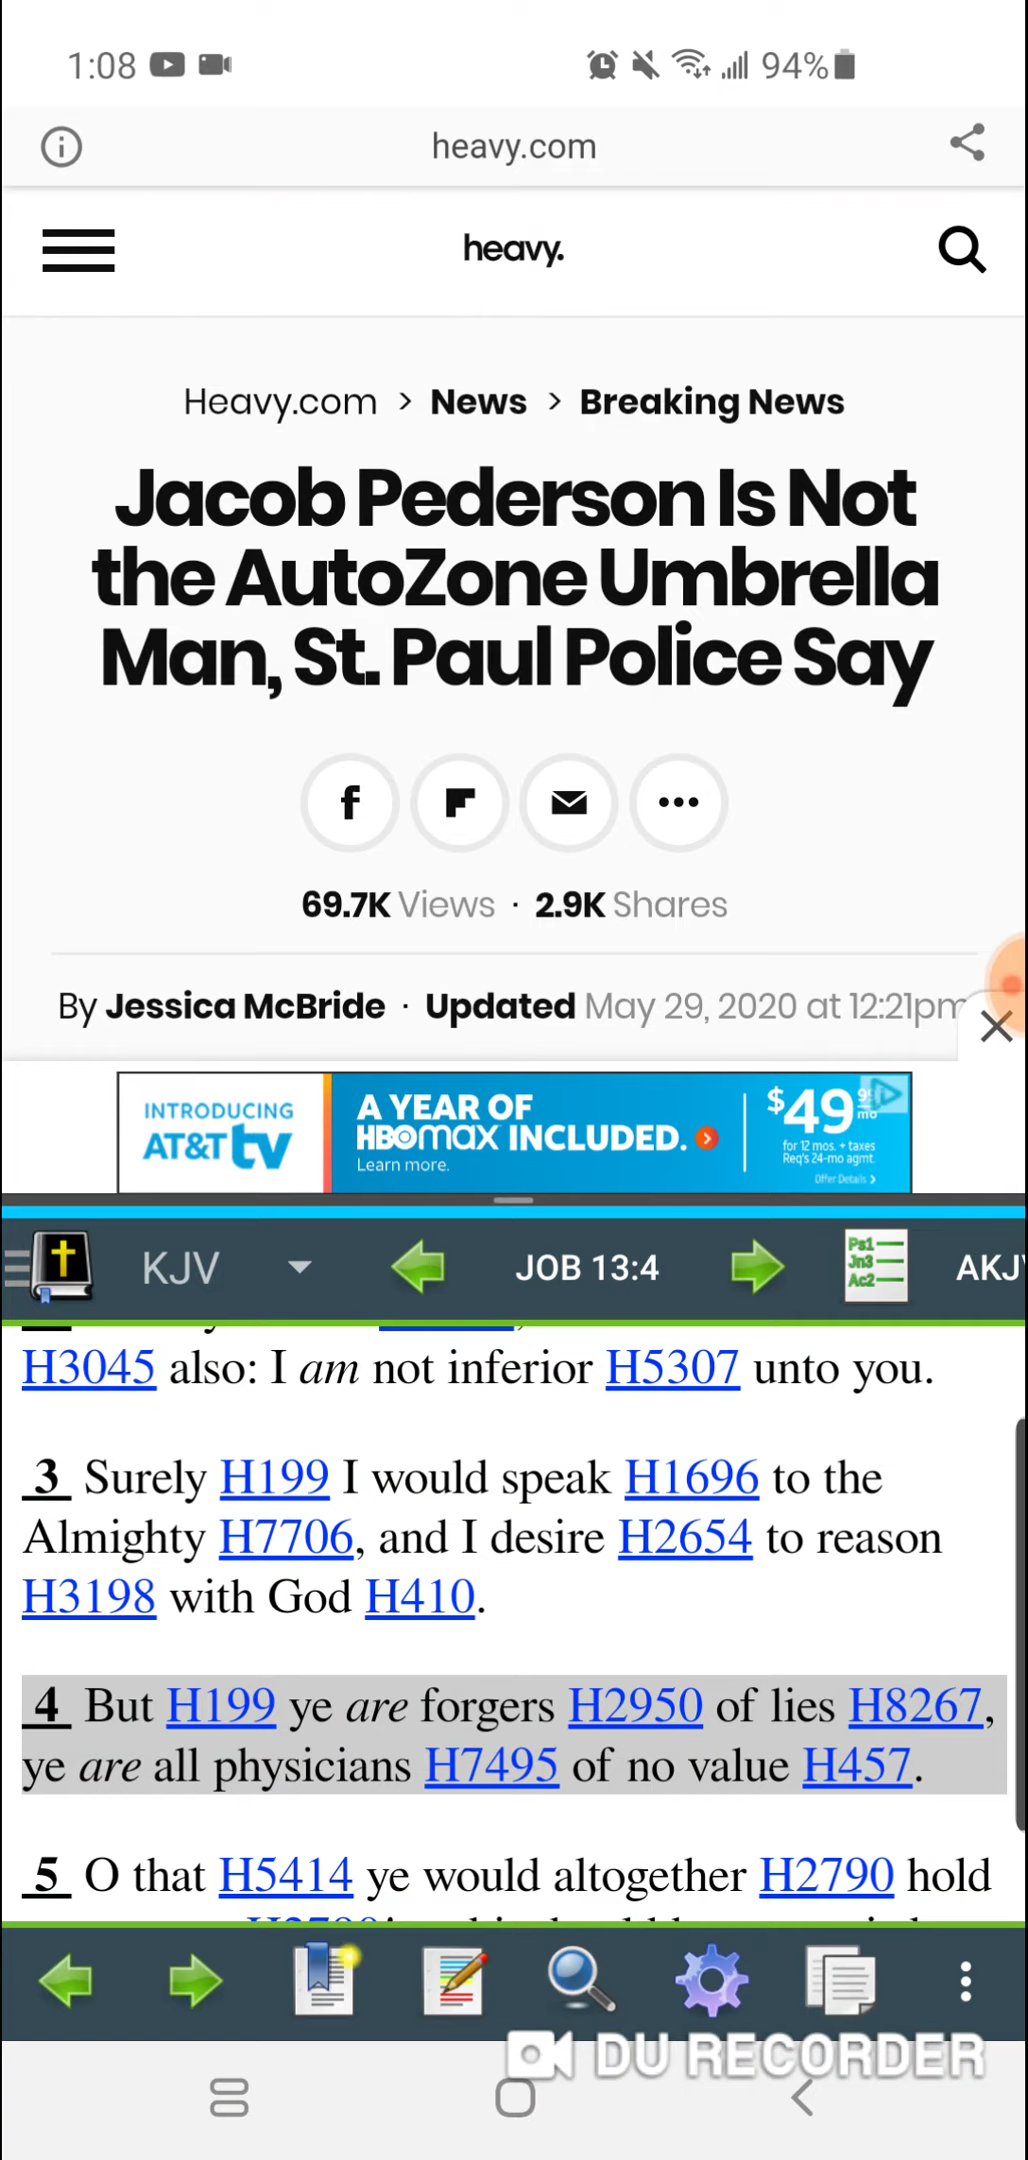 1:08 94%
heavy.com
heavy.
Heavy.com > News > Breaking News
Jacob Pederson Is Not
the AutoZone Umbrella
Man, St. Paul Police Say
69.7K Views · 2.9K Shares
By Jessica McBride · Updated May 29, 2020 at 12:21pm
INTRODUCING
AT&T tv
A YEAR OF
HBOMAX INCLUDED.
Learn more.
$49
mo
for 12 mos. + taxes
Req's 24-mo agmt.
Offer Details >
KJV JOB 13:4
Ps1
Jn3
Ac2
H3045 also: I am not inferior H5307 unto you.
3 Surely H199 I would speak H1696 to the
Almighty H7706, and I desire H2654 to reason
H3198 with God H410.
4 But H199 ye are forgers H2950 of lies H8267,
ye are all physicians H7495 of no value H457.
5 O that H5414 ye would altogether H2790 hold
DU RECORDER